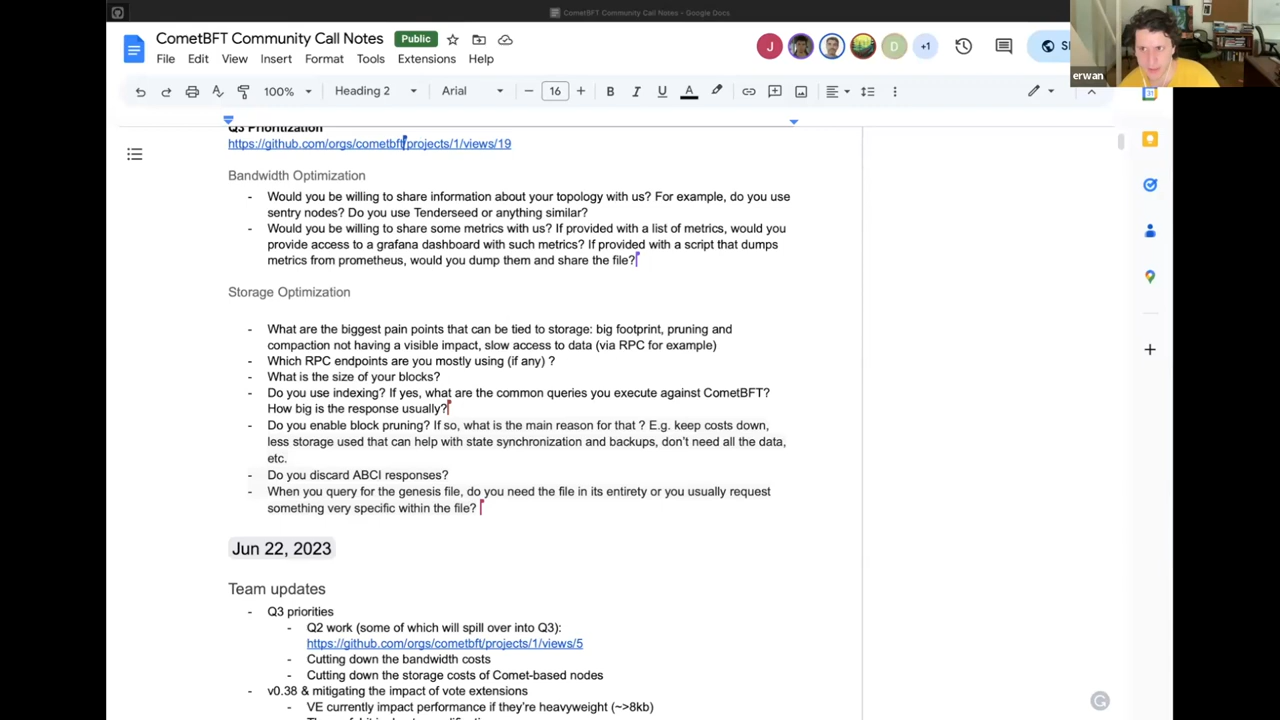 CometBFT Community Call Notes - Google Docs
CometBFT Community Call Notes
Public
J
D
+1
File Edit View Insert Format Tools Extensions Help
100%
Heading 2
Arial
16
B I U A
erwan
Q3 Prioritization
https://github.com/orgs/cometbft/projects/1/views/19
Bandwidth Optimization
- Would you be willing to share information about your topology with us? For example, do you use
sentry nodes? Do you use Tenderseed or anything similar?
- Would you be willing to share some metrics with us? If provided with a list of metrics, would you
provide access to a grafana dashboard with such metrics? If provided with a script that dumps
metrics from prometheus, would you dump them and share the file?
Storage Optimization
- What are the biggest pain points that can be tied to storage: big footprint, pruning and
compaction not having a visible impact, slow access to data (via RPC for example)
- Which RPC endpoints are you mostly using (if any) ?
- What is the size of your blocks?
- Do you use indexing? If yes, what are the common queries you execute against CometBFT?
How big is the response usually?
- Do you enable block pruning? If so, what is the main reason for that ? E.g. keep costs down,
less storage used that can help with state synchronization and backups, don't need all the data,
etc.
- Do you discard ABCI responses?
- When you query for the genesis file, do you need the file in its entirety or you usually request
something very specific within the file?
Jun 22, 2023
Team updates
- Q3 priorities
- Q2 work (some of which will spill over into Q3):
https://github.com/orgs/cometbft/projects/1/views/5
- Cutting down the bandwidth costs
- Cutting down the storage costs of Comet-based nodes
- v0.38 & mitigating the impact of vote extensions
- VE currently impact performance if they're heavyweight (~>8kb)